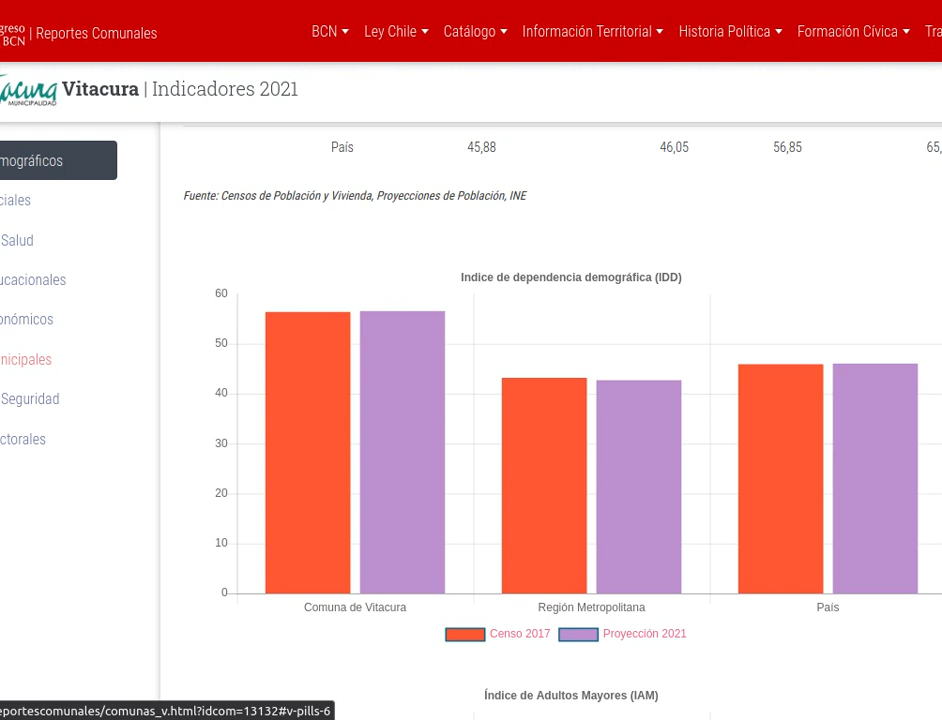 greso
BCN | Reportes Comunales
BCN Ley Chile Catálogo Información Territorial Historia Política Formación Cívica Tra
MUNICIPALIDAD
Vitacura | Indicadores 2021
mográficos
ciales
Salud
ucacionales
onómicos
nicipales
Seguridad
ctorales
País 45,88 46,05 56,85 65,
Fuente: Censos de Población y Vivienda, Proyecciones de Población, INE
Indice de dependencia demográfica (IDD)
60
50
40
30
20
10
0
Comuna de Vitacura Región Metropolitana País
Censo 2017 Proyección 2021
Índice de Adultos Mayores (IAM)
eportescomunales/comunas_v.html?idcom=13132#v-pills-6